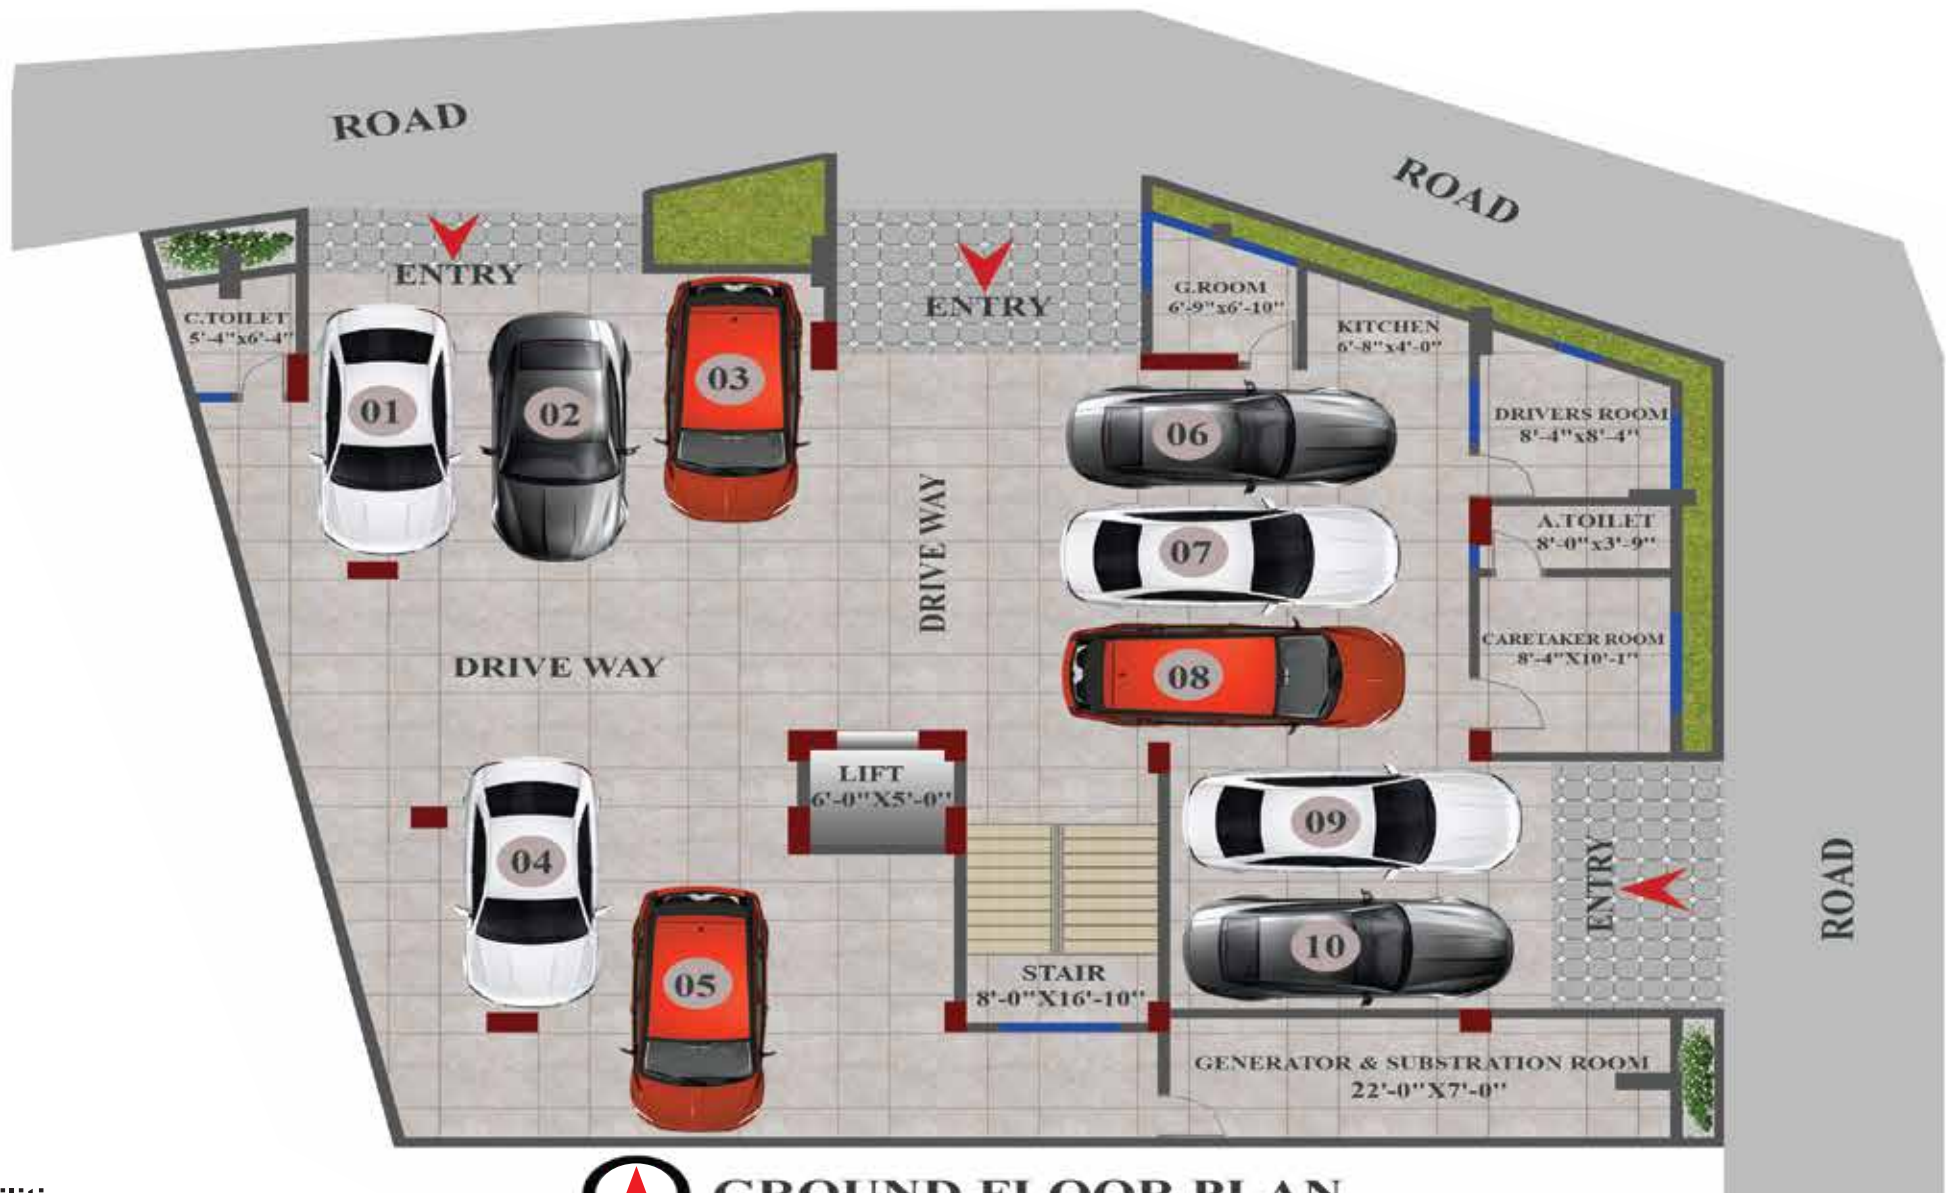 ROAD
ROAD
ENTRY
ENTRY
C.TOILET
5'-4"x6'-4"
G.ROOM
6'-9"x6'-10"
KITCHEN
6'-8"x4'-0"
01
02
03
06
DRIVERS ROOM
8'-4"x8'-4"
DRIVE WAY
07
A.TOILET
8'-0"x3'-9"
DRIVE WAY
08
CARETAKER ROOM
8'-4"X10'-1"
LIFT
6'-0"X5'-0"
04
05
09
10
ENTRY
ROAD
STAIR
8'-0"X16'-10"
GENERATOR & SUBSTRATION ROOM
22'-0"X7'-0"
GROUND FLOOR PLAN